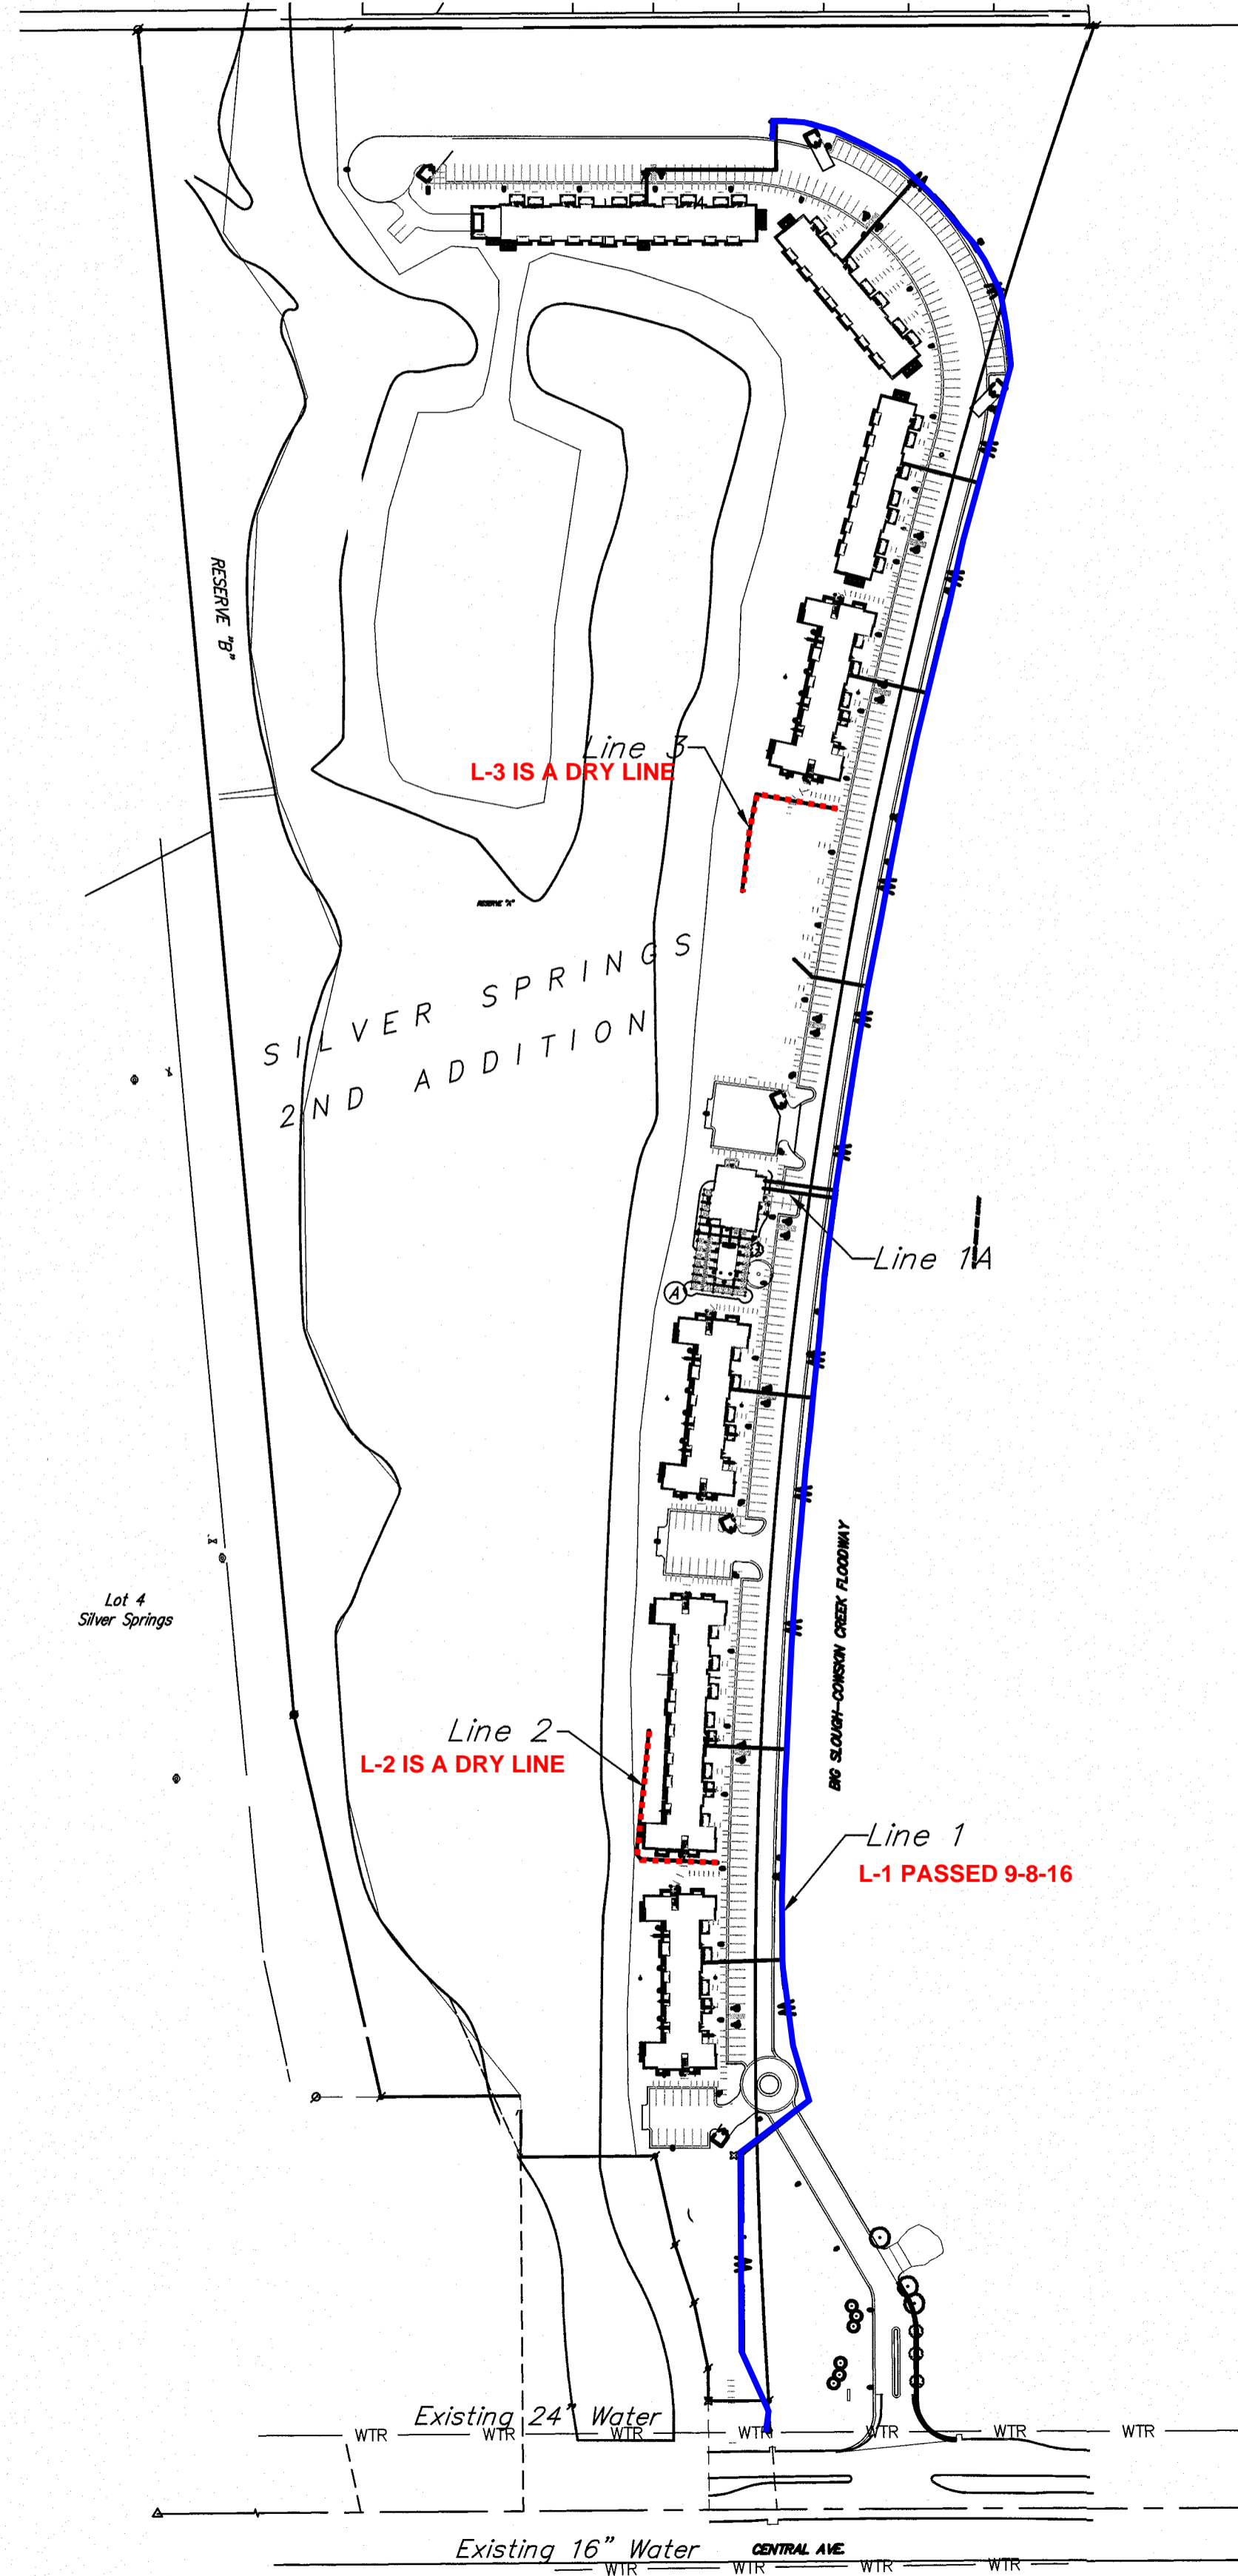 RESERVE "B"
Line 3
L-3 IS A DRY LINE
RESERVE "A"
SILVER SPRINGS
2ND ADDITION
Line 1A
A
Lot 4
Silver Springs
BIG SLOUGH-COWSKIN CREEK FLOODWAY
Line 2
L-2 IS A DRY LINE
Line 1
L-1 PASSED 9-8-16
W
Existing 24" Water
WTR WTR WTR WTR WTR WTR WTR
Existing 16" Water
CENTRAL AVE.
WTR WTR WTR WTR